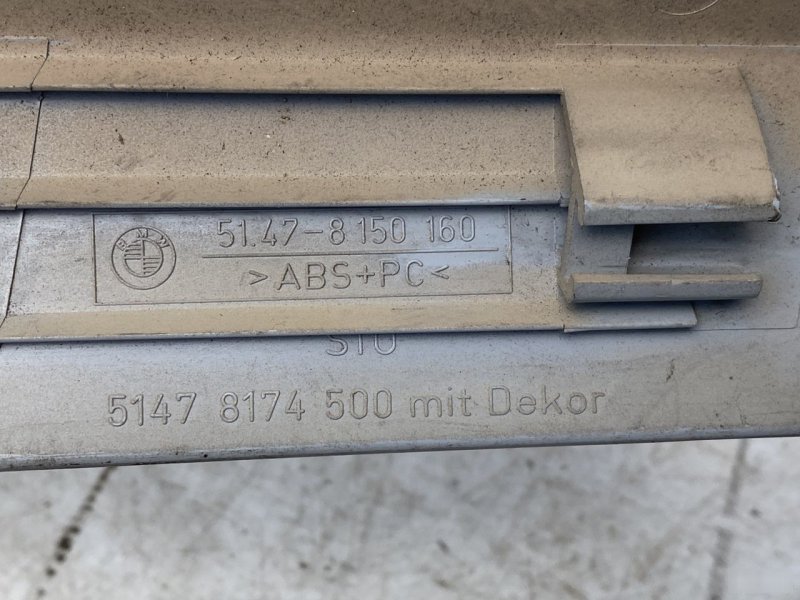 BMW
51.47-8 150 160
>ABS+PC<
5147 8174 500 mit Dekor